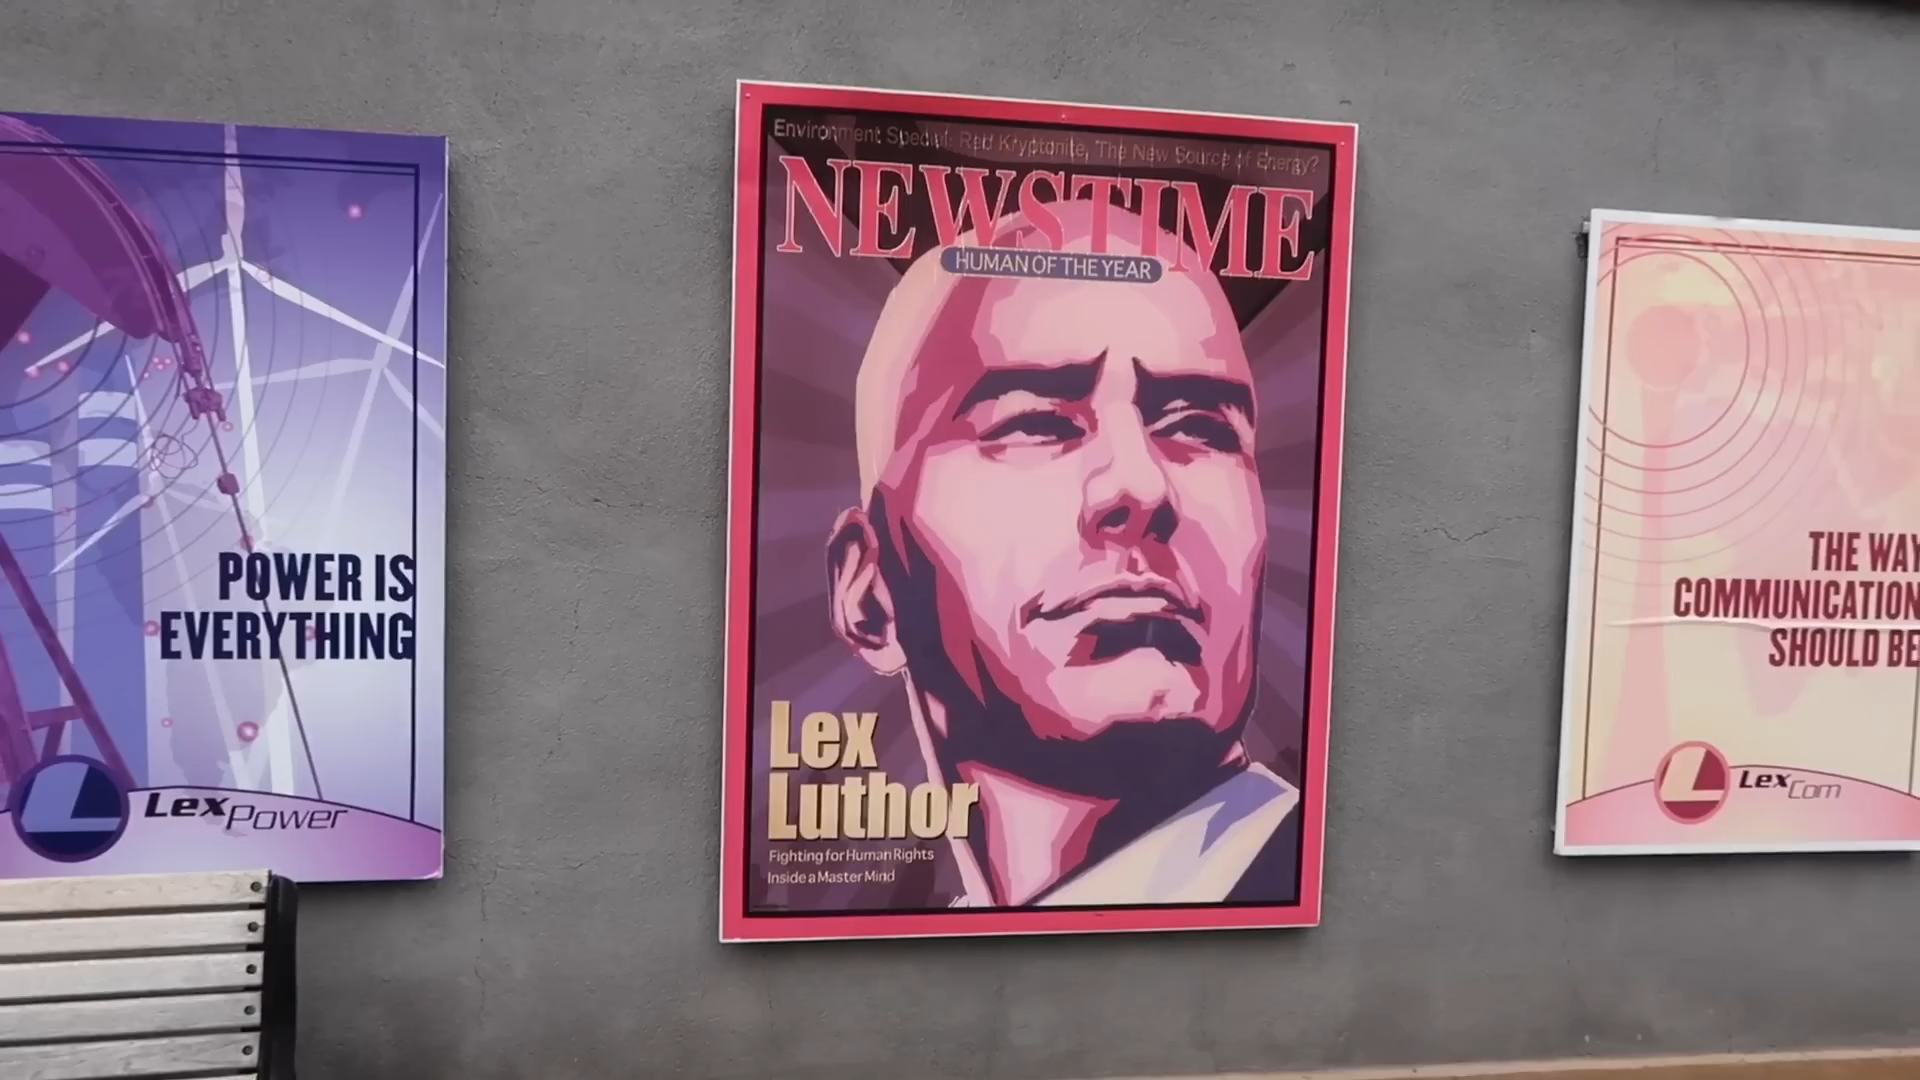 POWER IS
EVERYTHING
LexPower
Environment Special: Red Kryptonite, The New Source of Energy?
NEWSTIME
HUMAN OF THE YEAR
Lex
Luthor
Fighting for Human Rights
Inside a Master Mind
THE WAY
COMMUNICATION
SHOULD BE
LexCom